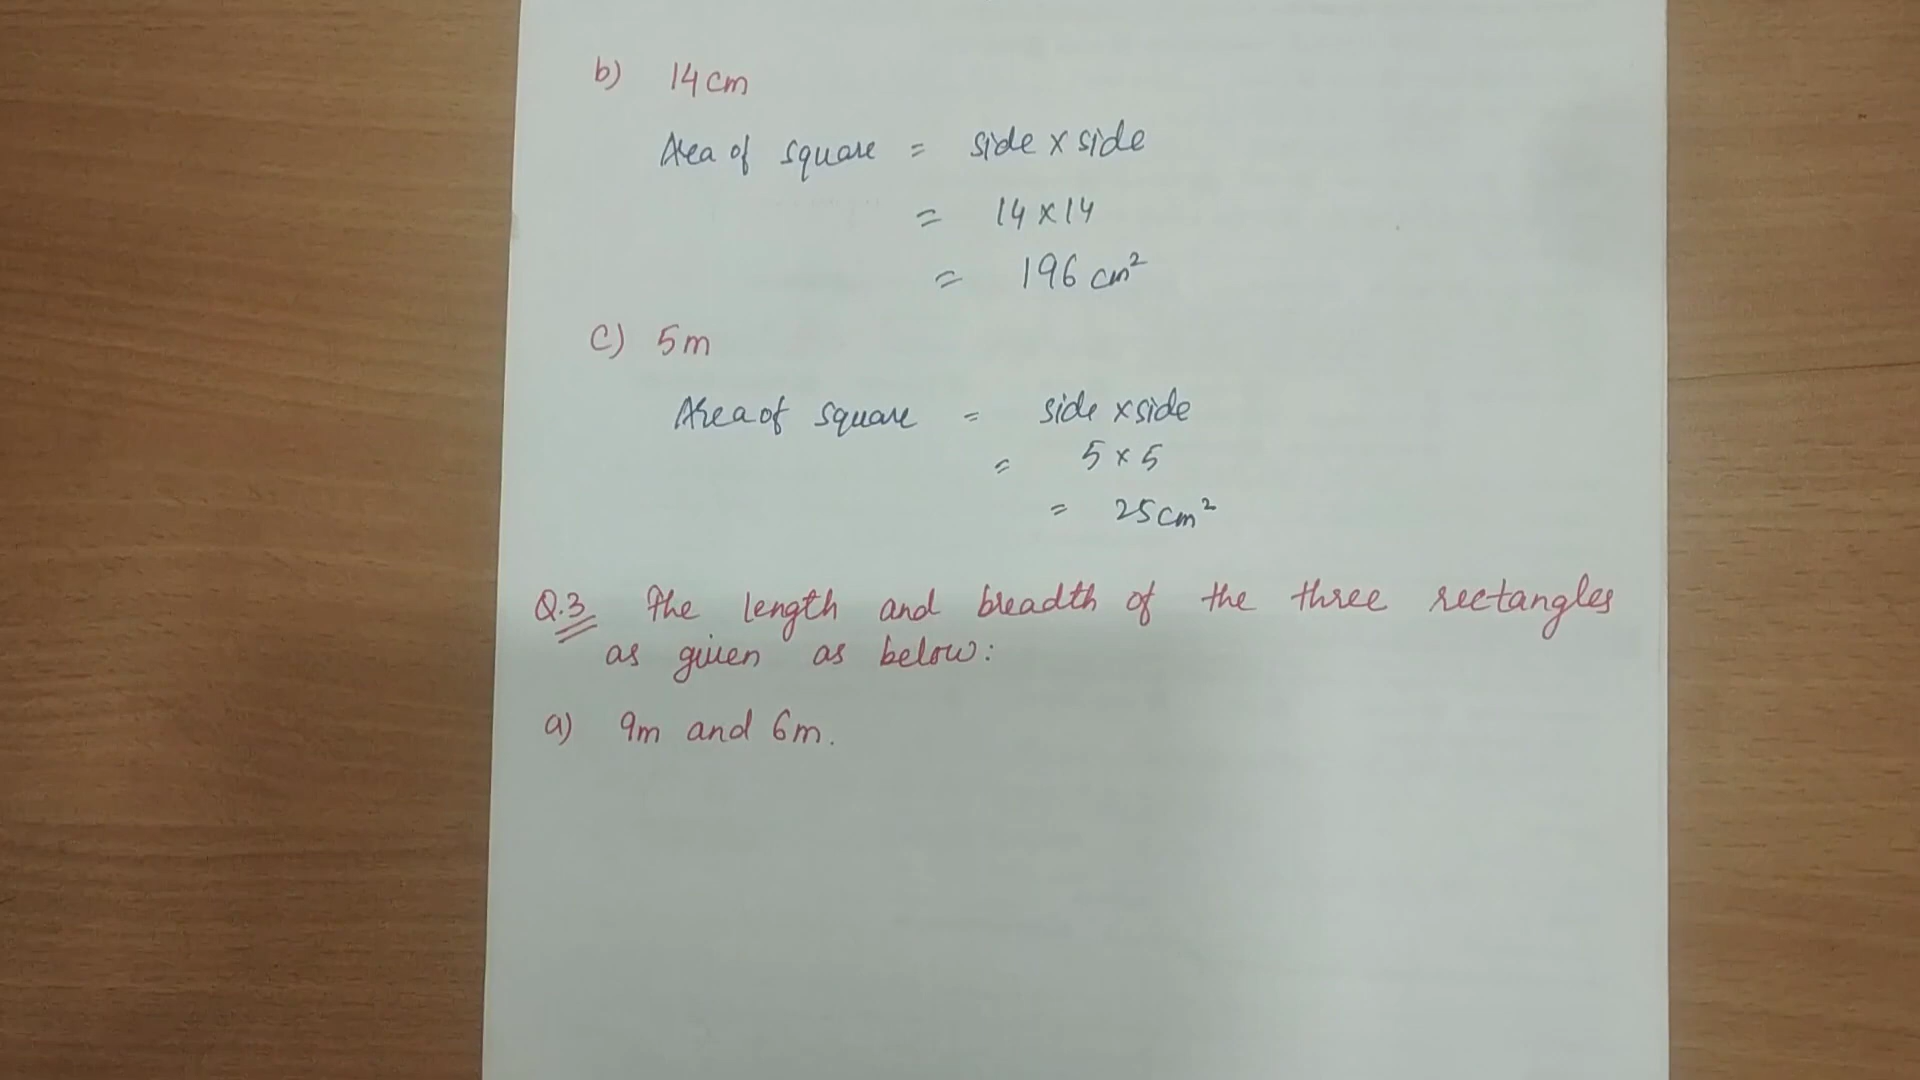 b) 14cm
Area of square = side x side
= 14 x 14
= 196 cm²
c) 5m
Area of square = side x side
= 5 x 5
= 25cm²
Q.3 The length and breadth of the three rectangles
as given as below:
a) 9m and 6m.